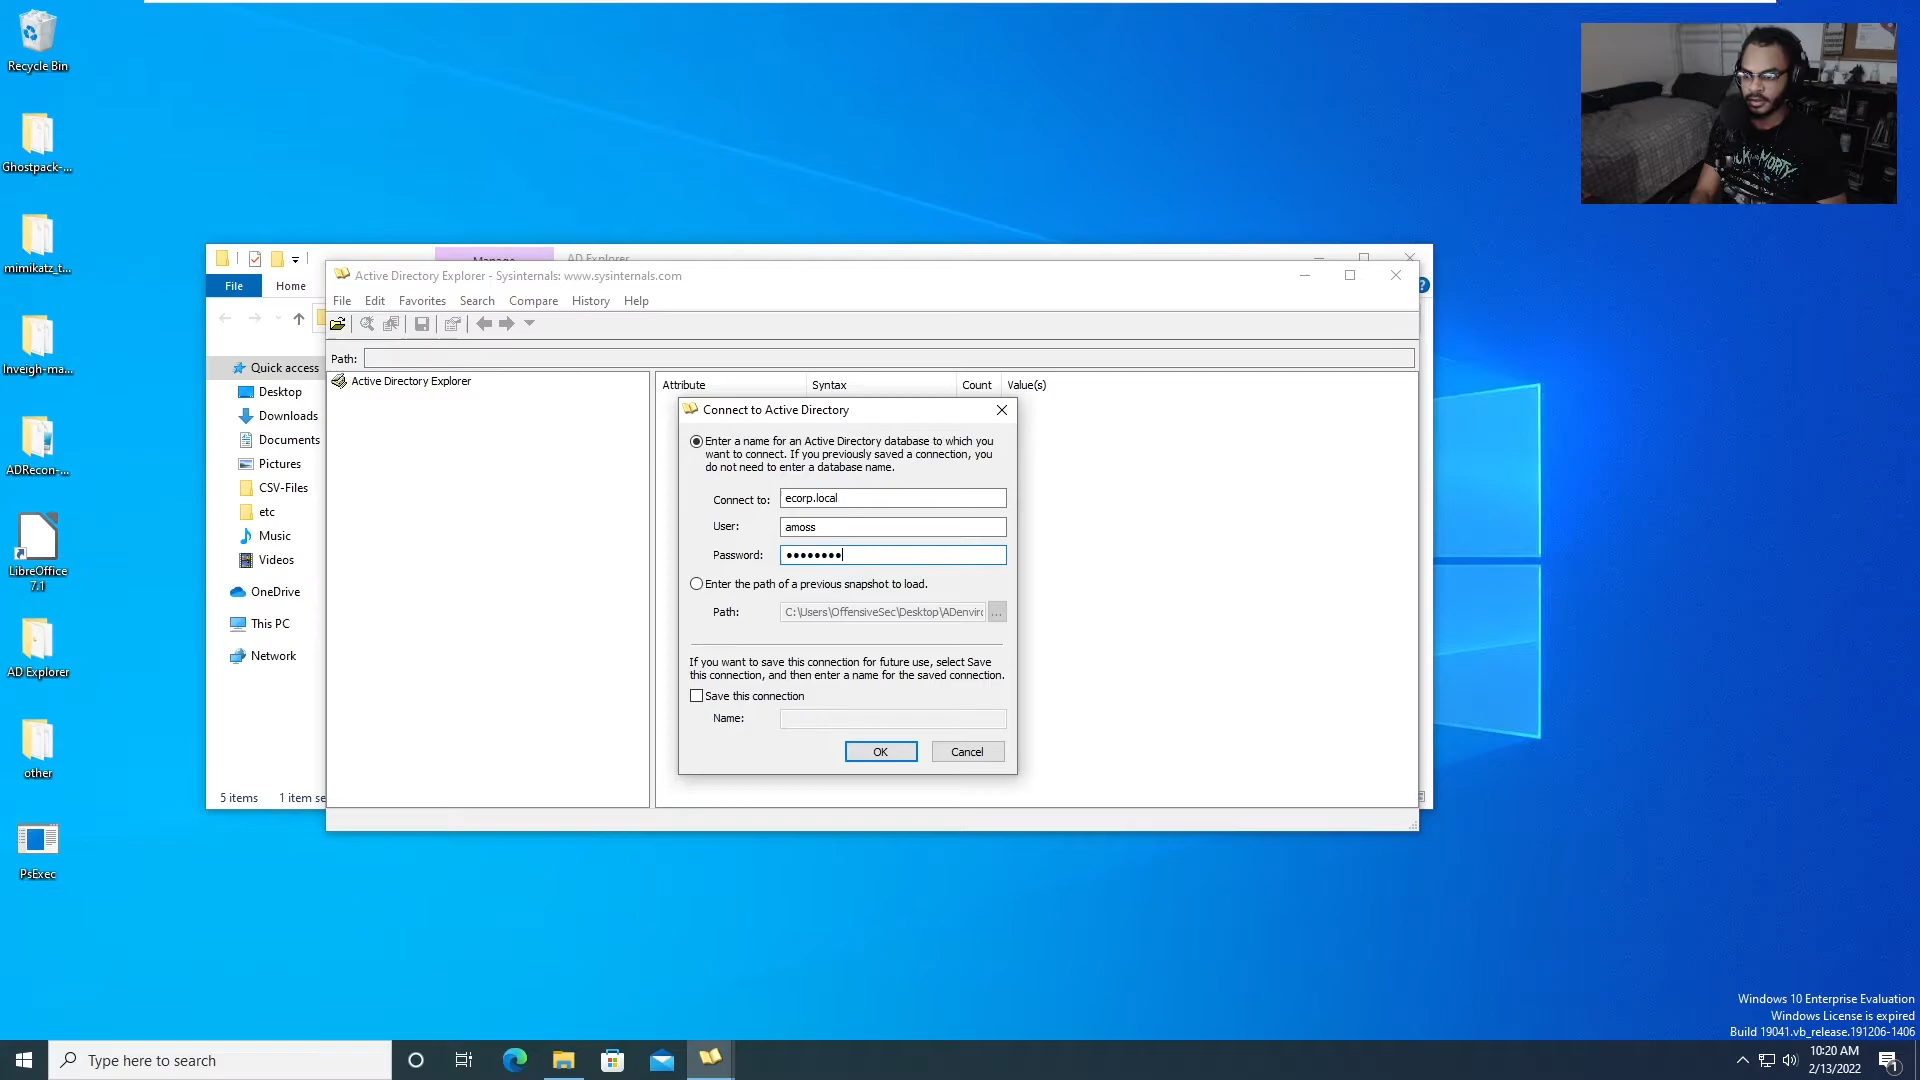 Recycle Bin
Ghostpack-...
mimikatz_t...
Inveigh-ma...
ADRecon-...
LibreOffice
7.1
AD Explorer
other
PsExec
Manage
AD Explorer
File
Home
Quick access
Desktop
Downloads
Documents
Pictures
CSV-Files
etc
Music
Videos
OneDrive
This PC
Network
5 items
1 item se
Active Directory Explorer - Sysinternals: www.sysinternals.com
File Edit Favorites Search Compare History Help
Path:
Active Directory Explorer
Attribute Syntax Count Value(s)
Connect to Active Directory
Enter a name for an Active Directory database to which you
want to connect. If you previously saved a connection, you
do not need to enter a database name.
Connect to: ecorp.local
User: amoss
Password: ••••••••
Enter the path of a previous snapshot to load.
Path: C:\Users\OffensiveSec\Desktop\ADenvir
...
If you want to save this connection for future use, select Save
this connection, and then enter a name for the saved connection.
Save this connection
Name:
OK Cancel
Windows 10 Enterprise Evaluation
Windows License is expired
Build 19041.vb_release.191206-1406
Type here to search
10:20 AM
2/13/2022
1